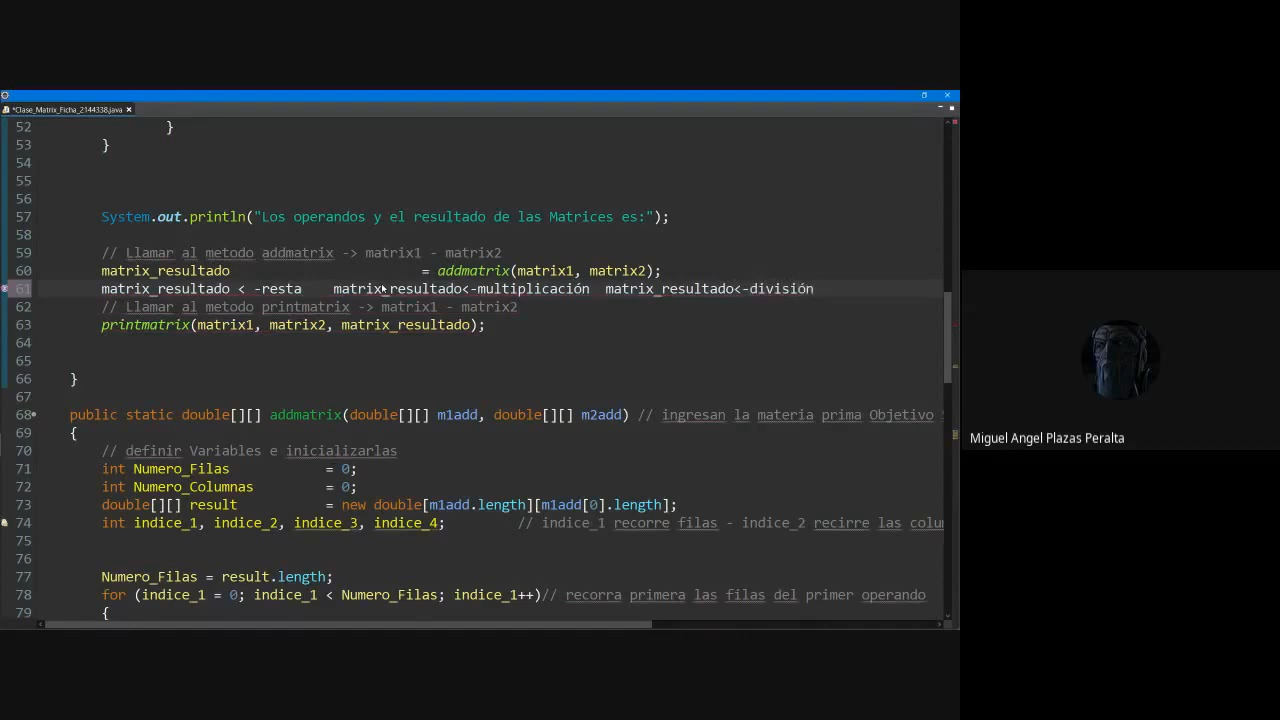 *Clase_Matrix_Ficha_2144338.java
52 }
53 }
54
55
56
57 System.out.println("Los operandos y el resultado de las Matrices es:");
58
59 // Llamar al metodo addmatrix -> matrix1 - matrix2
60 matrix_resultado = addmatrix(matrix1, matrix2);
61 matrix_resultado < -resta matrix_resultado<-multiplicación matrix_resultado<-división
62 // Llamar al metodo printmatrix -> matrix1 - matrix2
63 printmatrix(matrix1, matrix2, matrix_resultado);
64
65
66 }
67
68 public static double[][] addmatrix(double[][] m1add, double[][] m2add) // ingresan la materia prima Objetivo
69 {
70 // definir Variables e inicializarlas
71 int Numero_Filas = 0;
72 int Numero_Columnas = 0;
73 double[][] result = new double[m1add.length][m1add[0].length];
74 int indice_1, indice_2, indice_3, indice_4; // indice_1 recorre filas - indice_2 recirre las colu
75
76
77 Numero_Filas = result.length;
78 for (indice_1 = 0; indice_1 < Numero_Filas; indice_1++)// recorra primera las filas del primer operando
79 {
Miguel Angel Plazas Peralta